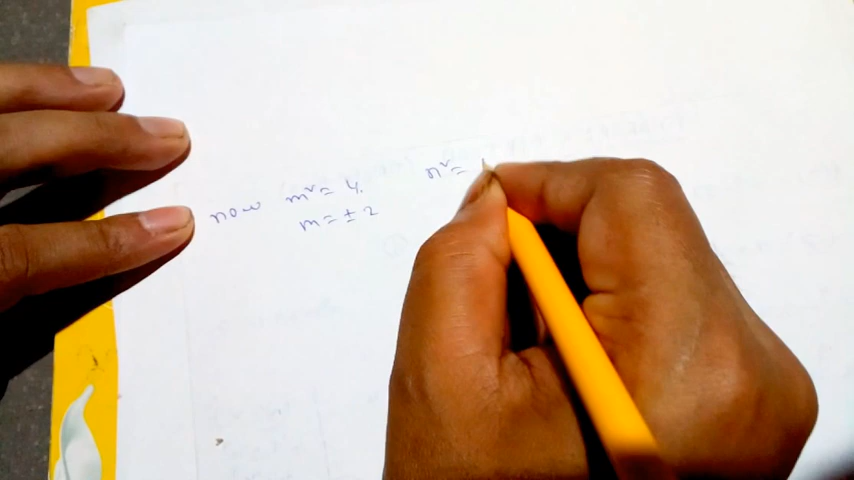 now m² = 4. n² =
m = ± 2